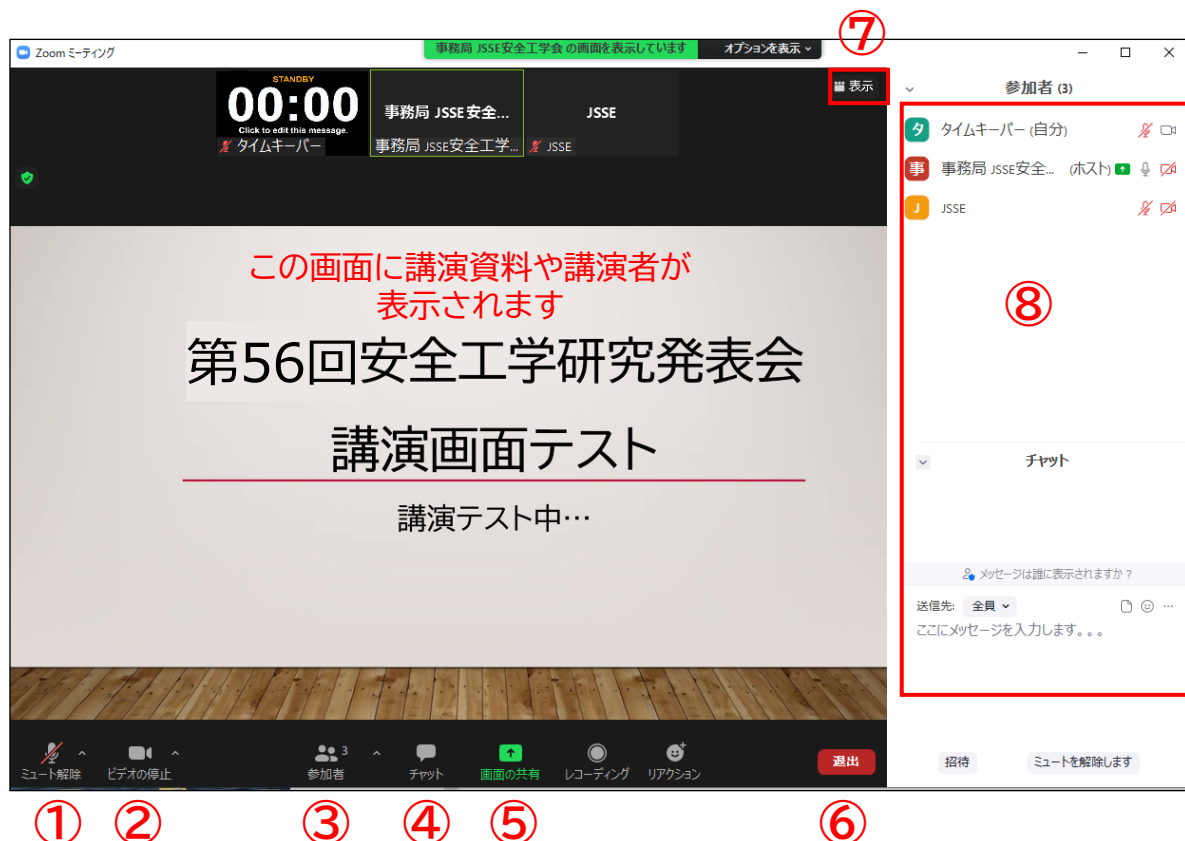 ⑦
Zoom ミーティング
事務局 JSSE安全工学会 の画面を表示しています
オプションを表示
STANDBY
00:00
Click to edit this message.
タイムキーパー
事務局 JSSE安全...
事務局 JSSE安全工学...
JSSE
JSSE
表示
参加者 (3)
タ タイムキーパー (自分)
事 事務局 JSSE安全... (ホスト)
J JSSE
⑧
この画面に講演資料や講演者が
表示されます
第56回安全工学研究発表会
講演画面テスト
講演テスト中…
チャット
メッセージは誰に表示されますか?
送信先: 全員
ここにメッセージを入力します。。。
ミュート解除
ビデオの停止
3
参加者
チャット
画面の共有
レコーディング
リアクション
退出
招待
ミュートを解除します
① ② ③ ④ ⑤ ⑥